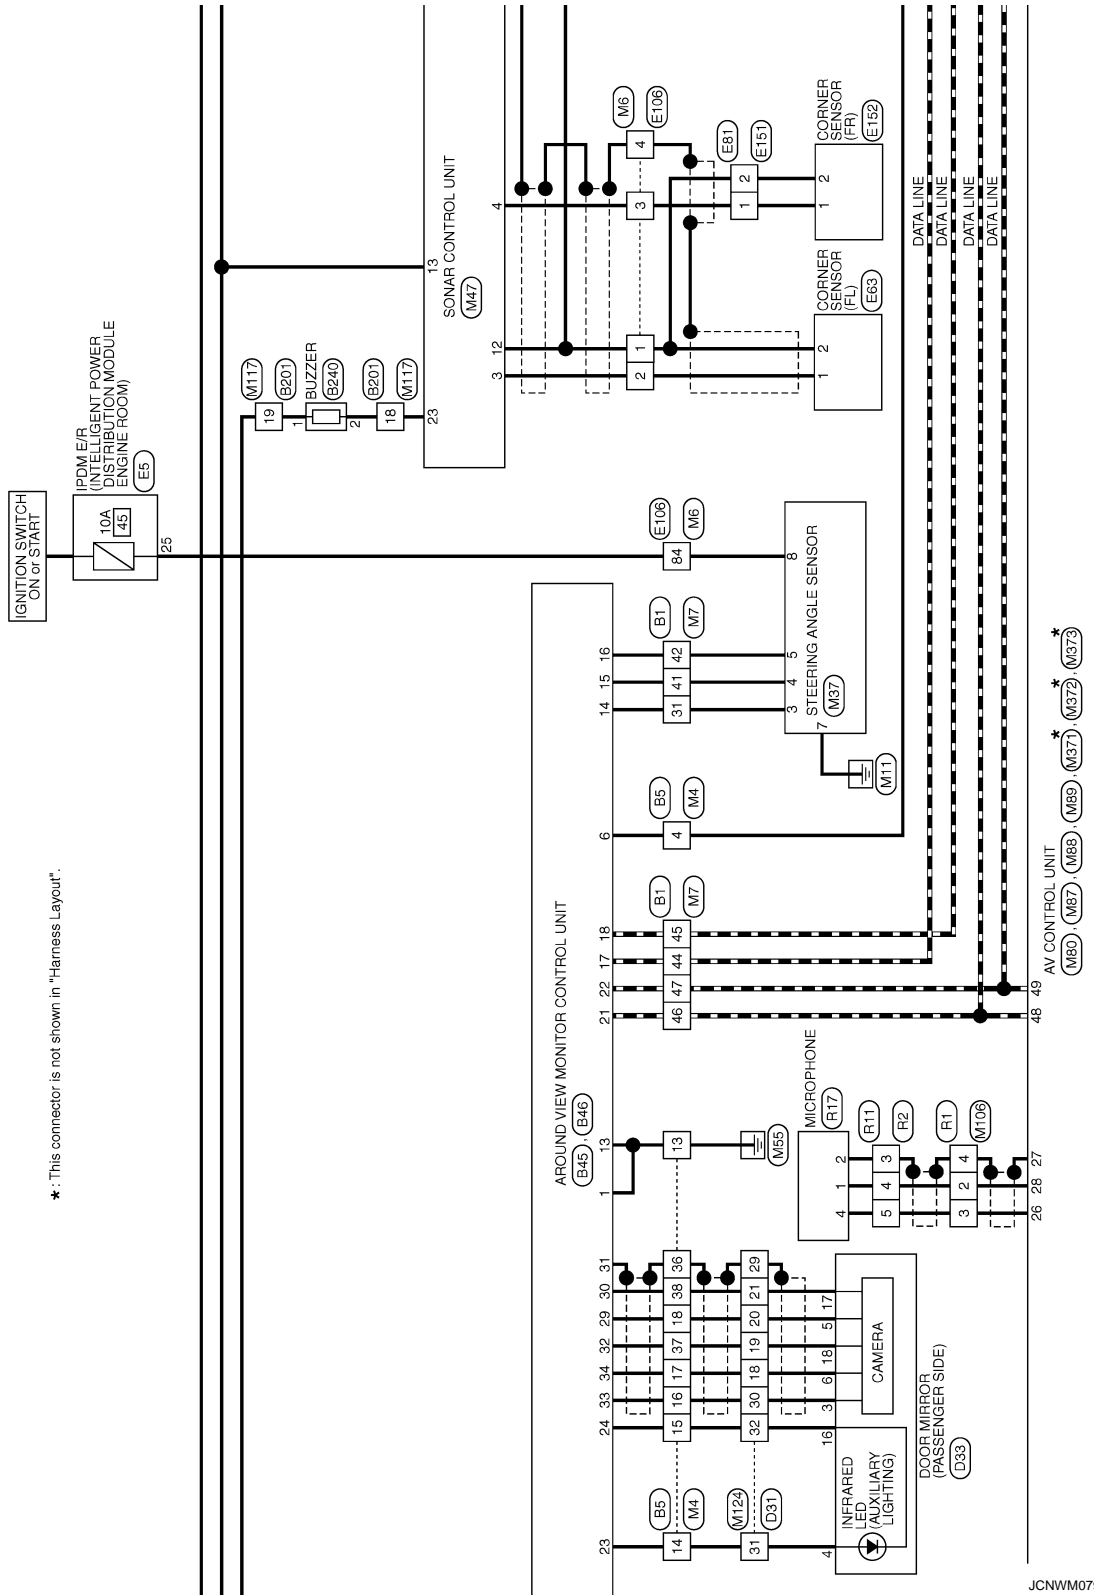 IGNITION SWITCH
ON or START
IPDM E/R
(INTELLIGENT POWER
DISTRIBUTION MODULE
ENGINE ROOM)
E5
10A
45
25
★ : This connector is not shown in "Harness Layout".
M117
B201
19
1
BUZZER
B240
2
B201
M117
18
23
13
SONAR CONTROL UNIT
M47
3
12
4
M6
E106
2
1
3
4
E81
E151
1
2
CORNER
SENSOR
(FL)
E63
1
2
CORNER
SENSOR
(FR)
E152
1
2
E106
M6
84
8
STEERING ANGLE SENSOR
M37
3
4
5
7
M11
B1
M7
31
41
42
14
15
16
AROUND VIEW MONITOR CONTROL UNIT
B45 , B46
6
B5
M4
4
21
22
17
18
B1
M7
46
47
44
45
DATA LINE
DATA LINE
DATA LINE
DATA LINE
48
49
AV CONTROL UNIT
M80 , M87 , M88 , M89 , M371 ★ , M372 ★ , M373 ★
1
13
13
M55
MICROPHONE
R17
4
1
2
R11
R2
5
4
3
R1
M106
3
2
4
26
28
27
23
24
33
34
32
29
30
31
B5
M4
14
15
16
17
37
18
38
36
M124
D31
31
32
30
18
19
20
21
29
4
16
3
6
18
5
17
INFRARED
LED
(AUXILIARY
LIGHTING)
CAMERA
DOOR MIRROR
(PASSENGER SIDE)
D33